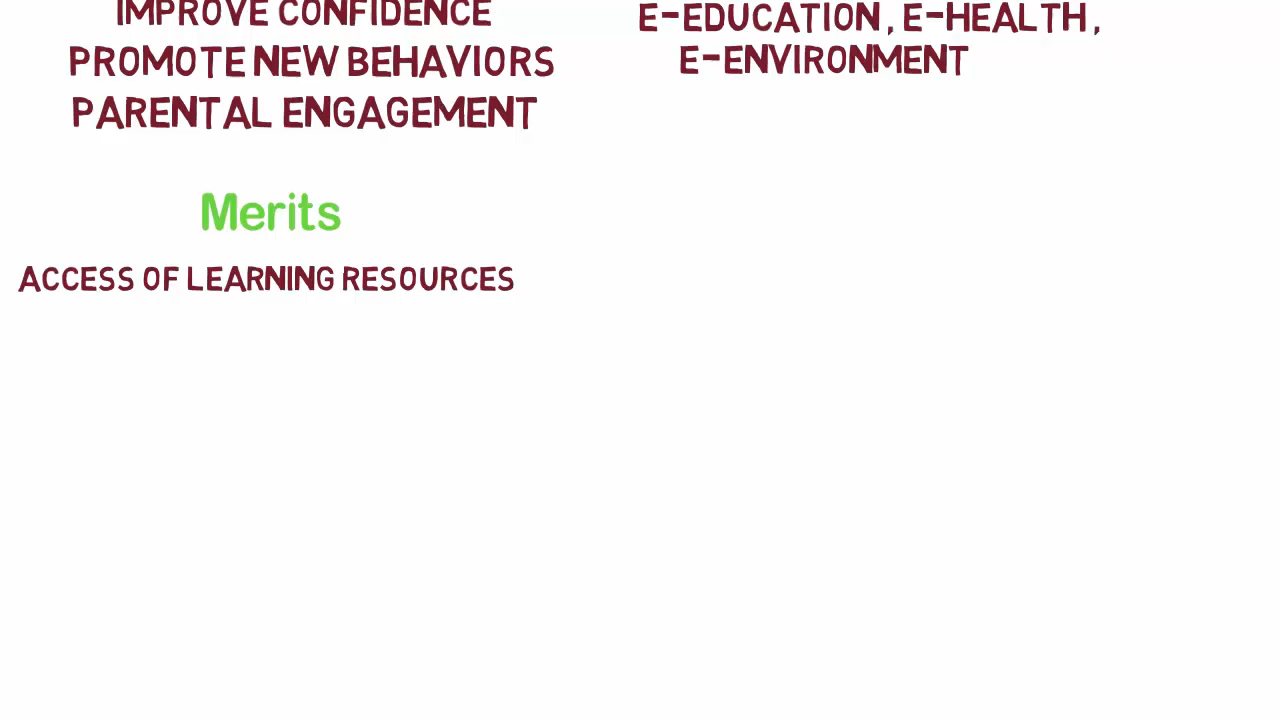 IMPROVE CONFIDENCE
PROMOTE NEW BEHAVIORS
PARENTAL ENGAGEMENT
E-EDUCATION, E-HEALTH,
E-ENVIRONMENT
Merits
ACCESS OF LEARNING RESOURCES